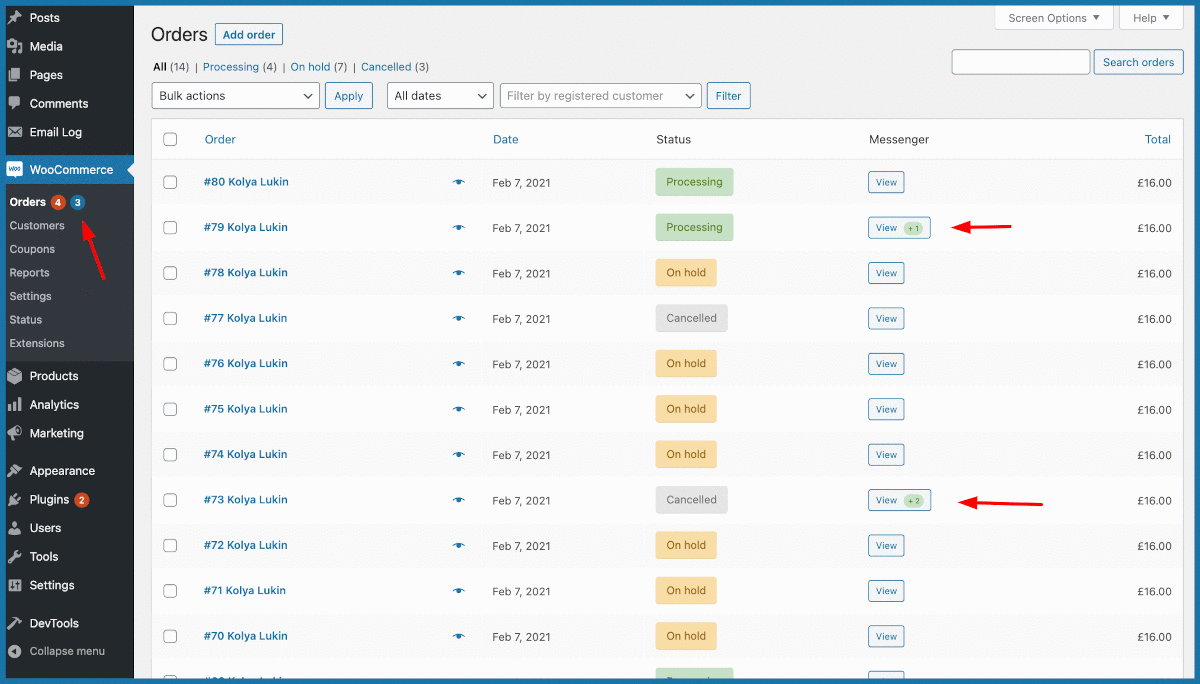 Posts
Media
Pages
Comments
Email Log
Woo WooCommerce
Orders 4 3
Customers
Coupons
Reports
Settings
Status
Extensions
Products
Analytics
Marketing
Appearance
Plugins 2
Users
Tools
Settings
DevTools
Collapse menu
Screen Options Help
Orders Add order
All (14) | Processing (4) | On hold (7) | Cancelled (3)
Search orders
Bulk actions Apply All dates Filter by registered customer Filter
Order Date Status Messenger Total
#80 Kolya Lukin Feb 7, 2021 Processing View £16.00
#79 Kolya Lukin Feb 7, 2021 Processing View +1 £16.00
#78 Kolya Lukin Feb 7, 2021 On hold View £16.00
#77 Kolya Lukin Feb 7, 2021 Cancelled View £16.00
#76 Kolya Lukin Feb 7, 2021 On hold View £16.00
#75 Kolya Lukin Feb 7, 2021 On hold View £16.00
#74 Kolya Lukin Feb 7, 2021 On hold View £16.00
#73 Kolya Lukin Feb 7, 2021 Cancelled View +2 £16.00
#72 Kolya Lukin Feb 7, 2021 On hold View £16.00
#71 Kolya Lukin Feb 7, 2021 On hold View £16.00
#70 Kolya Lukin Feb 7, 2021 On hold View £16.00